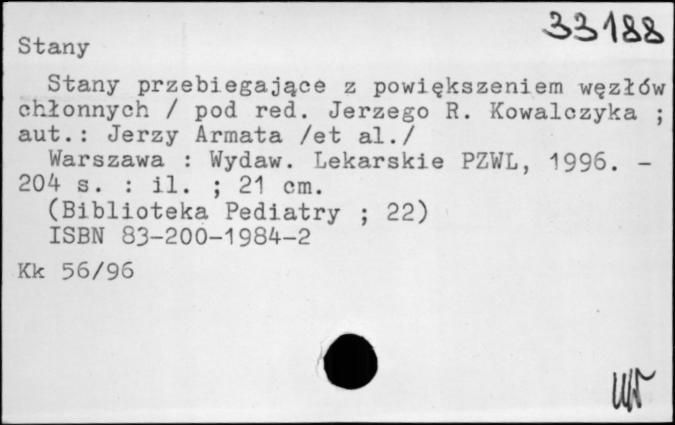 33188
Stany
Stany przebiegające z powiększeniem węzłów
chłonnych / pod red. Jerzego R. Kowalczyka ;
aut.: Jerzy Armata /et al./
Warszawa : Wydaw. Lekarskie PZWL, 1996. -
204 s. : il. ; 21 cm.
(Biblioteka Pediatry ; 22)
ISBN 83-200-1984-2
Kk 56/96